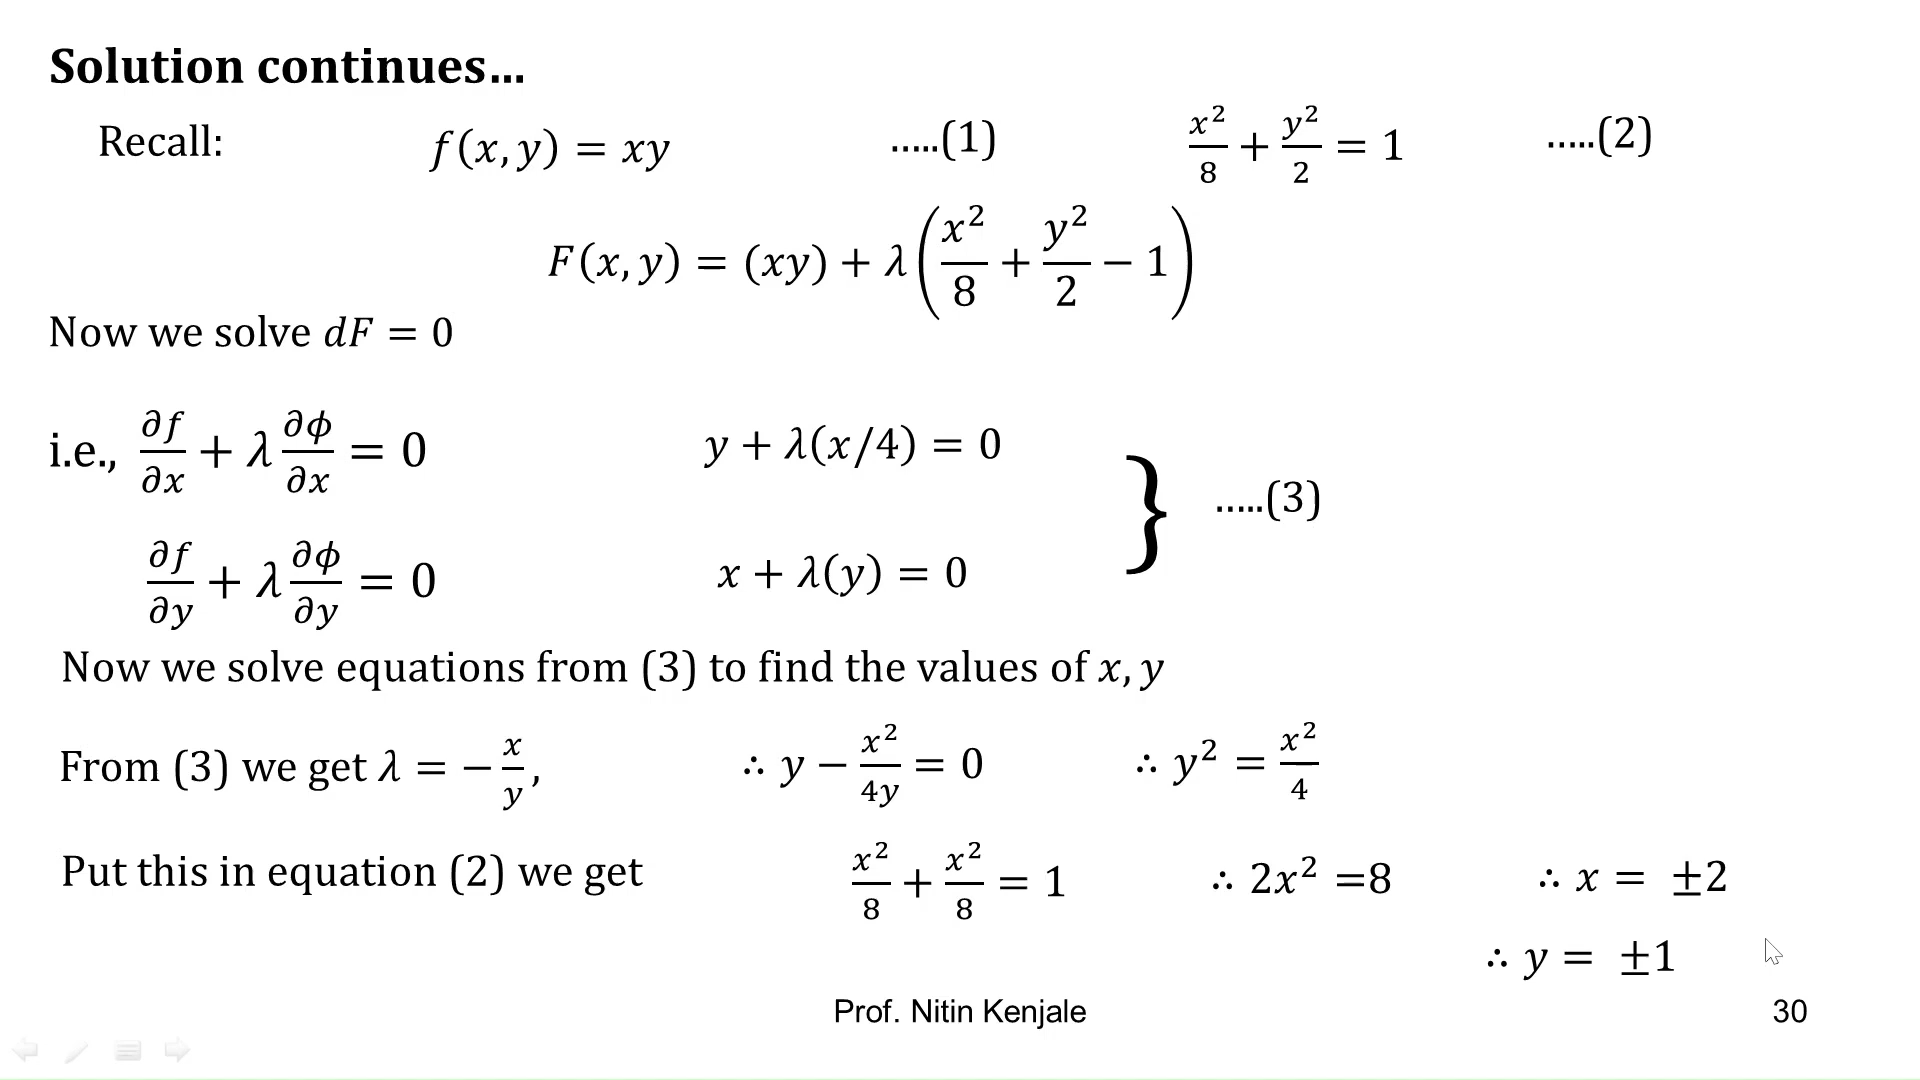 Solution continues…
Recall: f(x, y) = xy …..(1) x²/8 + y²/2 = 1 …..(2)
F(x, y) = (xy) + λ(x²/8 + y²/2 − 1)
Now we solve dF = 0
i.e., ∂f/∂x + λ ∂ϕ/∂x = 0 y + λ(x/4) = 0
} …..(3)
∂f/∂y + λ ∂ϕ/∂y = 0 x + λ(y) = 0
Now we solve equations from (3) to find the values of x, y
From (3) we get λ = − x/y, ∴ y − x²/4y = 0 ∴ y² = x²/4
Put this in equation (2) we get x²/8 + x²/8 = 1 ∴ 2x² =8 ∴ x = ±2
∴ y = ±1
Prof. Nitin Kenjale 30